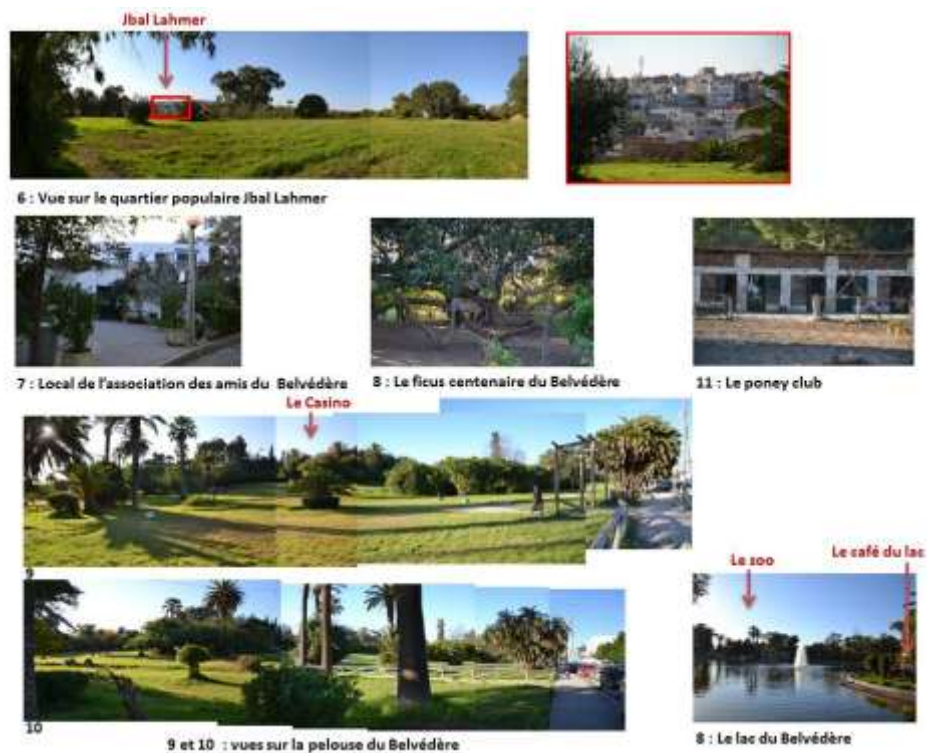 Jbal Lahmer
6 : Vue sur le quartier populaire Jbal Lahmer
7 : Local de l'association des amis du Belvédère
8 : Le ficus centenaire du Belvédère
11 : Le poney club
Le Casino
9
10
9 et 10 : vues sur la pelouse du Belvédère
Le soo
Le café du lac
8 : Le lac du Belvédère